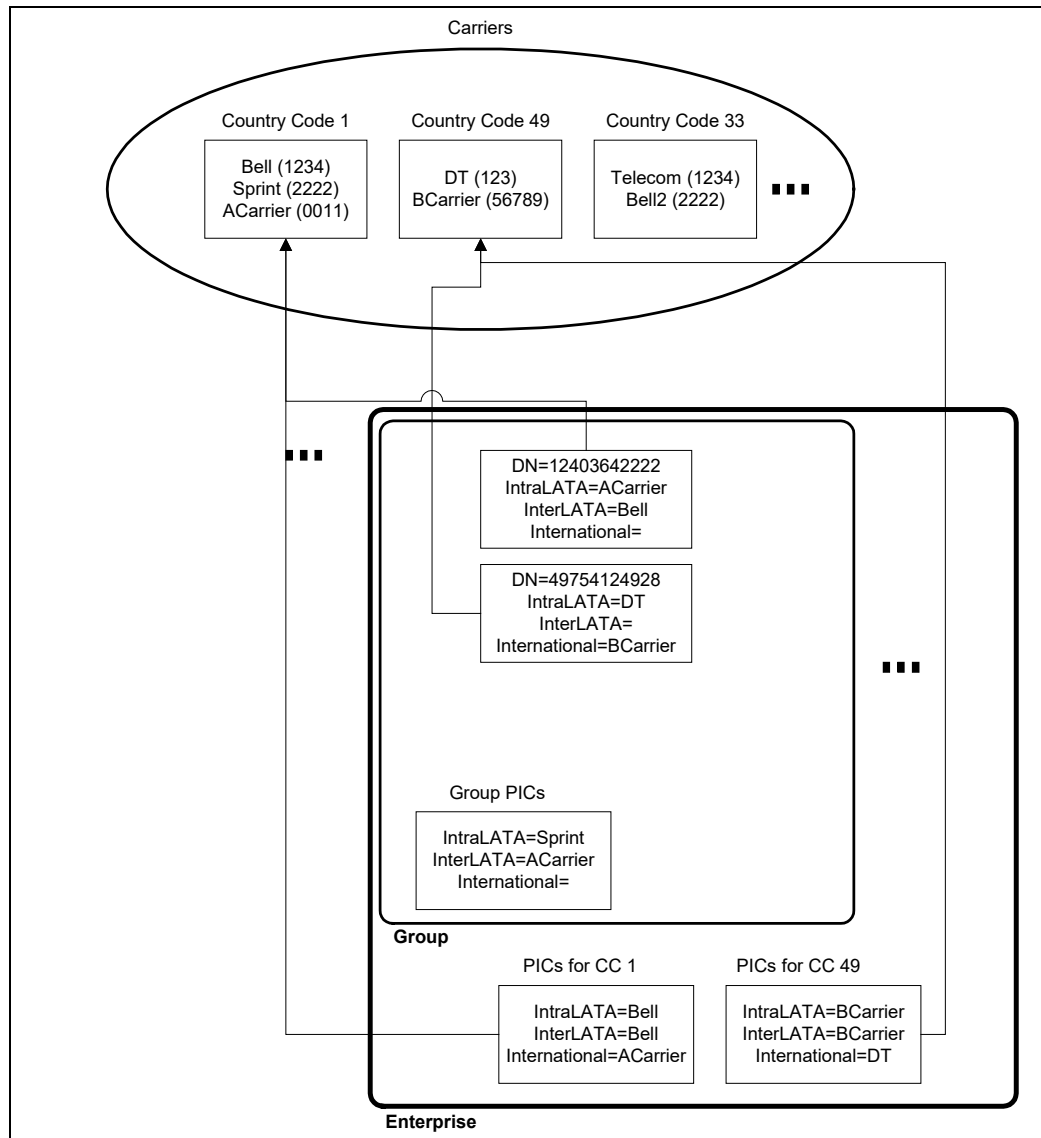 Carriers
Country Code 1
Country Code 49
Country Code 33
Bell (1234)
Sprint (2222)
ACarrier (0011)
DT (123)
BCarrier (56789)
Telecom (1234)
Bell2 (2222)
DN=12403642222
IntraLATA=ACarrier
InterLATA=Bell
International=
DN=49754124928
IntraLATA=DT
InterLATA=
International=BCarrier
Group PICs
IntraLATA=Sprint
InterLATA=ACarrier
International=
Group
PICs for CC 1
PICs for CC 49
IntraLATA=Bell
InterLATA=Bell
International=ACarrier
IntraLATA=BCarrier
InterLATA=BCarrier
International=DT
Enterprise